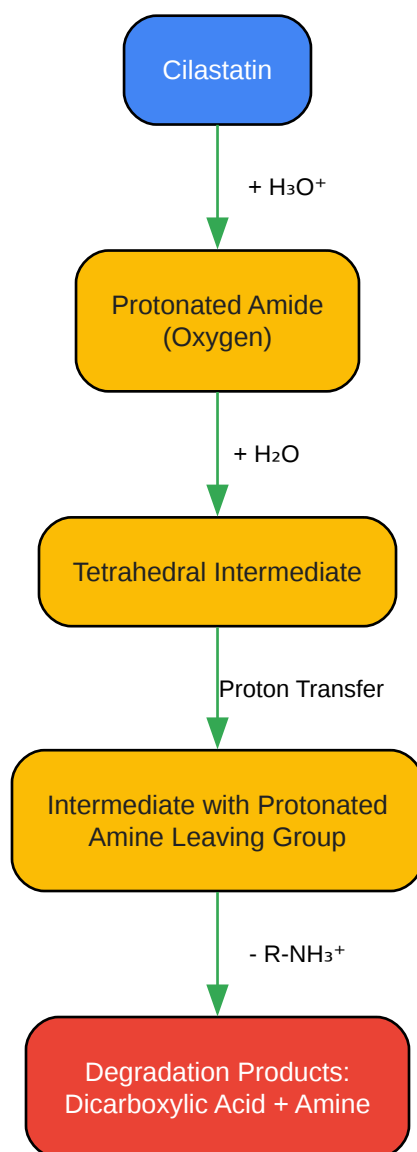 Cilastatin
+ H₃O⁺
Protonated Amide
(Oxygen)
+ H₂O
Tetrahedral Intermediate
Proton Transfer
Intermediate with Protonated
Amine Leaving Group
- R-NH₃⁺
Degradation Products:
Dicarboxylic Acid + Amine